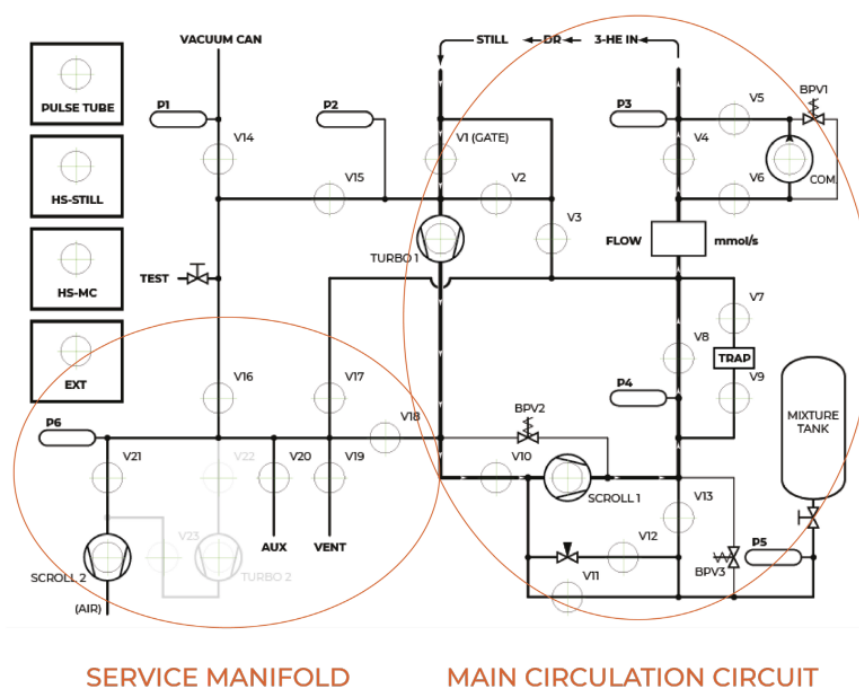 VACUUM CAN
STILL
DR
3-HE IN
PULSE TUBE
P1
P2
P3
V5
BPV1
V14
V1 (GATE)
V4
COM.
HS-STILL
V15
V2
V6
V3
FLOW
mmol/s
TURBO 1
HS-MC
TEST
V7
V8
TRAP
EXT
V16
V17
P4
V9
P6
V18
BPV2
MIXTURE
TANK
V21
V22
V20
V19
V10
SCROLL 1
V13
V23
V12
AUX
VENT
P5
SCROLL 2
TURBO 2
V11
BPV3
(AIR)
SERVICE MANIFOLD
MAIN CIRCULATION CIRCUIT